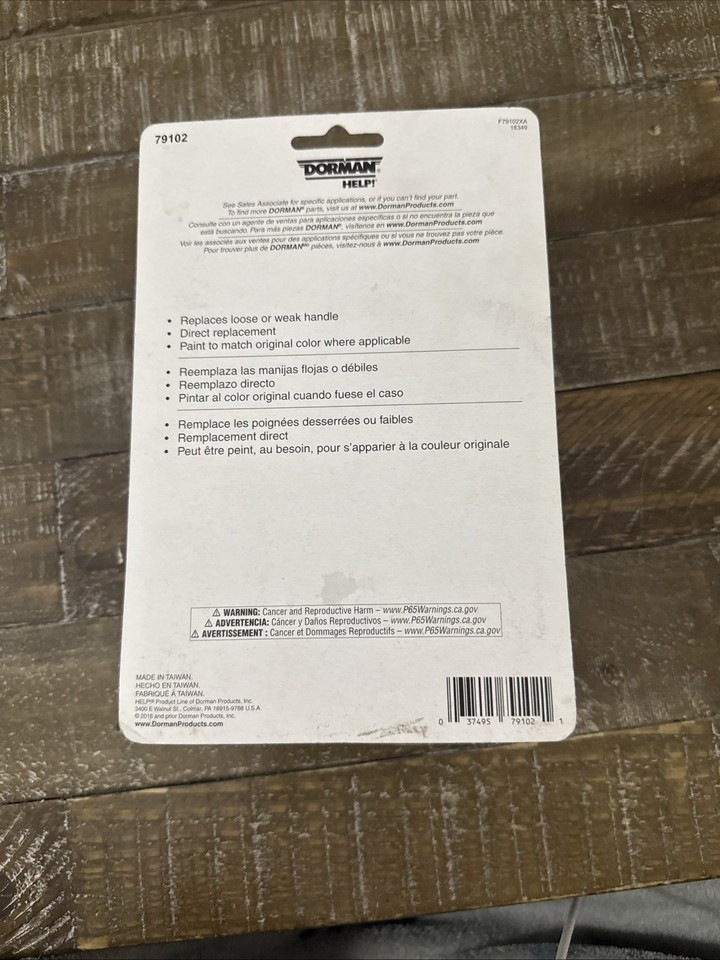 79102
F79102XA
18349
DORMAN®
HELP!®
See Sales Associate for specific applications, or if you can't find your part.
To find more DORMAN® parts, visit us at www.DormanProducts.com
Consulte con un agente de ventas para aplicaciones específicas o si no encuentra la pieza que
está buscando. Para más piezas DORMAN®, visítenos en www.DormanProducts.com
Voir les associés aux ventes pour des applications spécifiques ou si vous ne trouvez pas votre pièce.
Pour trouver plus de DORMAN pièces, visitez-nous à www.DormanProducts.com
• Replaces loose or weak handle
• Direct replacement
• Paint to match original color where applicable
• Reemplaza las manijas flojas o débiles
• Reemplazo directo
• Pintar al color original cuando fuese el caso
• Remplace les poignées desserrées ou faibles
• Remplacement direct
• Peut être peint, au besoin, pour s'apparier à la couleur originale
⚠ WARNING: Cancer and Reproductive Harm – www.P65Warnings.ca.gov
⚠ ADVERTENCIA: Cáncer y Daños Reproductivos – www.P65Warnings.ca.gov
⚠ AVERTISSEMENT : Cancer et Dommages Reproductifs – www.P65Warnings.ca.gov
MADE IN TAIWAN.
HECHO EN TAIWAN.
FABRIQUÉ À TAIWAN.
HELP!® Product Line of Dorman Products, Inc.
3400 E Walnut St., Colmar, PA 18915-9768 U.S.A.
© 2018 and prior Dorman Products, Inc.
www.DormanProducts.com
0 37495 79102 1